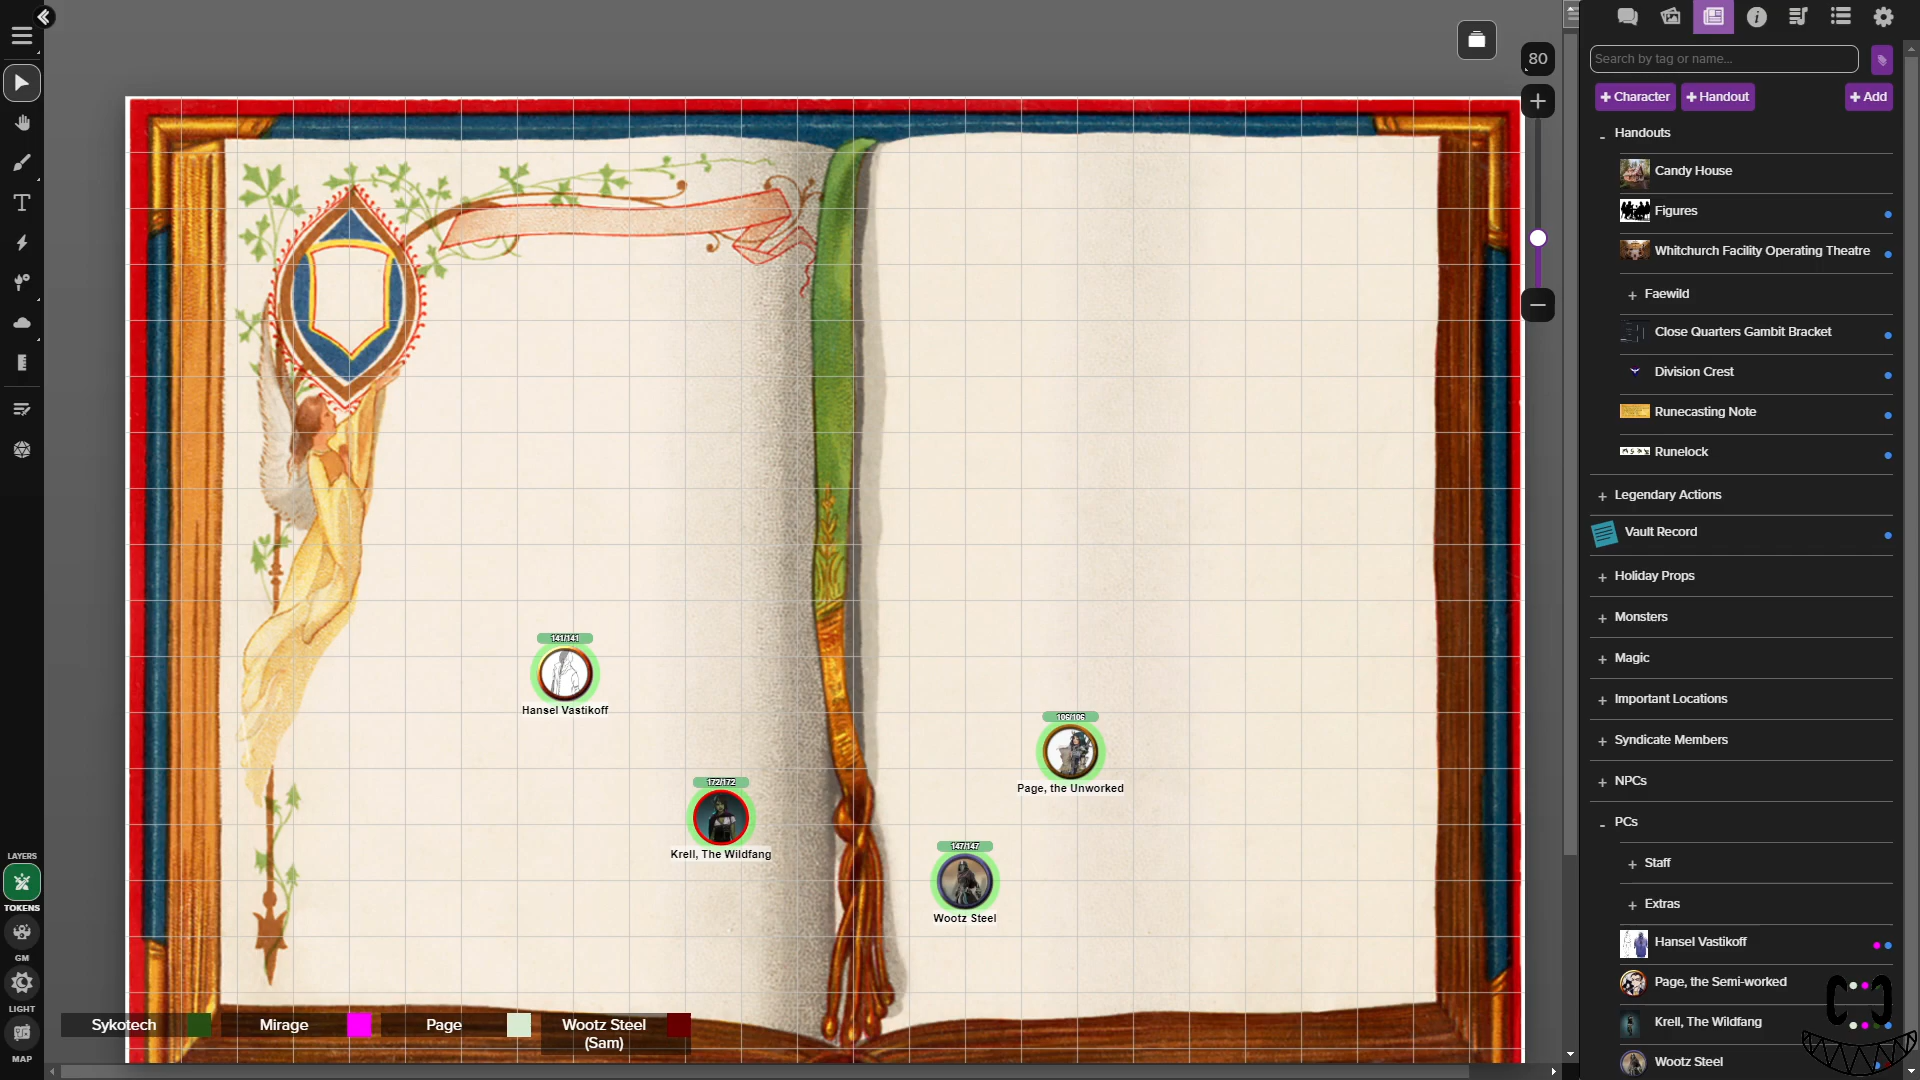 80
Search by tag or name...
+ Character
+ Handout
+ Add
- Handouts
Candy House
Figures
Whitchurch Facility Operating Theatre
+ Faewild
Close Quarters Gambit Bracket
Division Crest
Runecasting Note
Runelock
+ Legendary Actions
Vault Record
+ Holiday Props
+ Monsters
+ Magic
+ Important Locations
+ Syndicate Members
+ NPCs
- PCs
+ Staff
+ Extras
Hansel Vastikoff
Page, the Semi-worked
Krell, The Wildfang
Wootz Steel
141/141
Hansel Vastikoff
172/172
Krell, The Wildfang
106/106
Page, the Unworked
147/147
Wootz Steel
LAYERS
TOKENS
GM
LIGHT
MAP
Sykotech
Mirage
Page
Wootz Steel
(Sam)